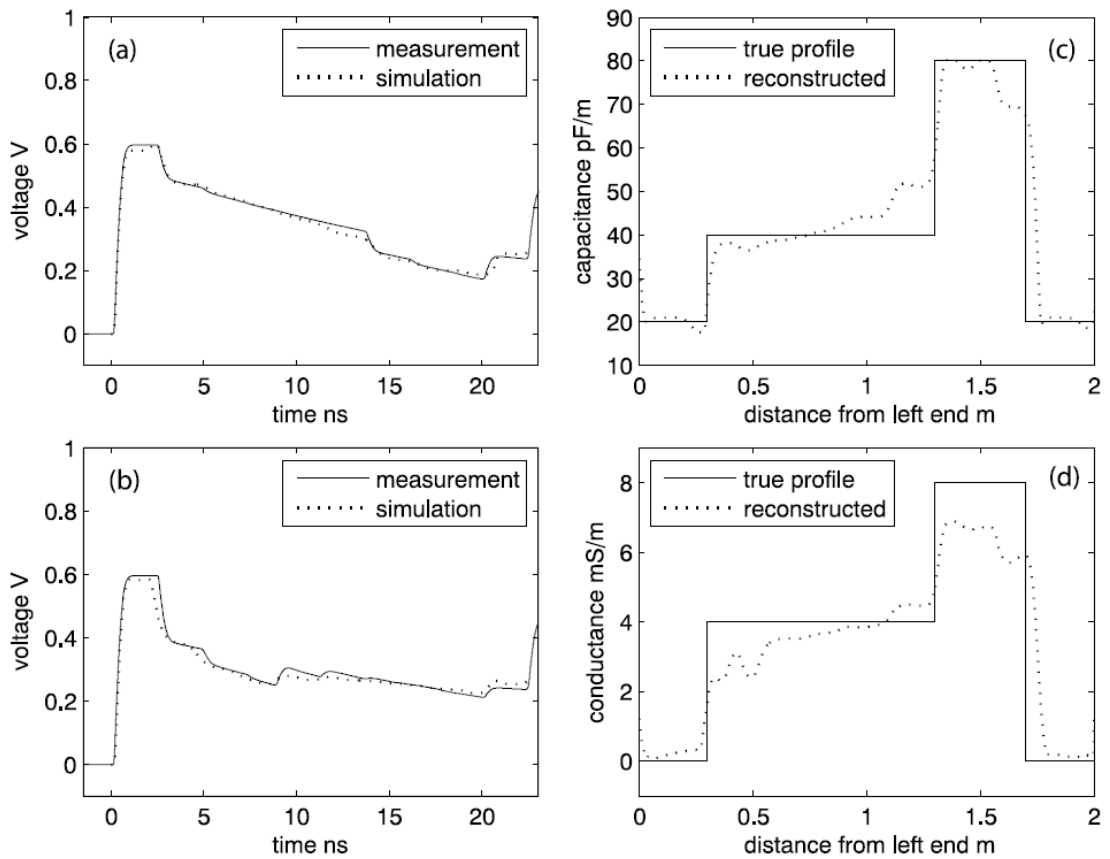 (a)
measurement
simulation
1
0.8
0.6
0.4
0.2
0
voltage V
0 5 10 15 20
time ns
(c)
true profile
reconstructed
90
80
70
60
50
40
30
20
10
capacitance pF/m
0 0.5 1 1.5 2
distance from left end m
(b)
measurement
simulation
1
0.8
0.6
0.4
0.2
0
voltage V
0 5 10 15 20
time ns
(d)
true profile
reconstructed
8
6
4
2
0
conductance mS/m
0 0.5 1 1.5 2
distance from left end m